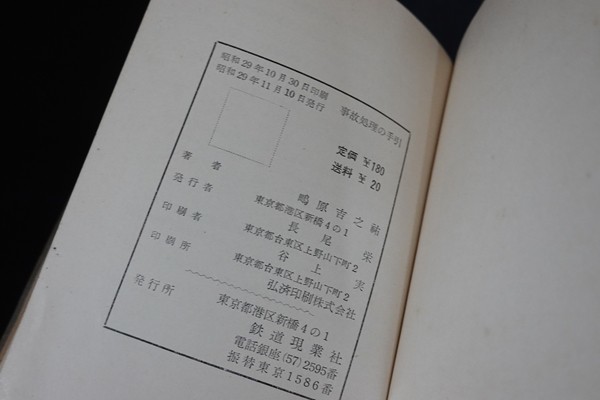 昭和29年10月30日印刷
昭和29年11月10日発行
事故処理の手引
定価 ¥180
送料 ¥ 20
著者 嶋原吉之祐
東京都港区新橋4の1
発行者 長尾栄
東京都台東区上野山下町2
印刷者 谷上実
東京都台東区上野山下町2
印刷所 弘済印刷株式会社
東京都港区新橋4の1
発行所 鉄道現業社
電話銀座(57)2595番
振替東京1586番